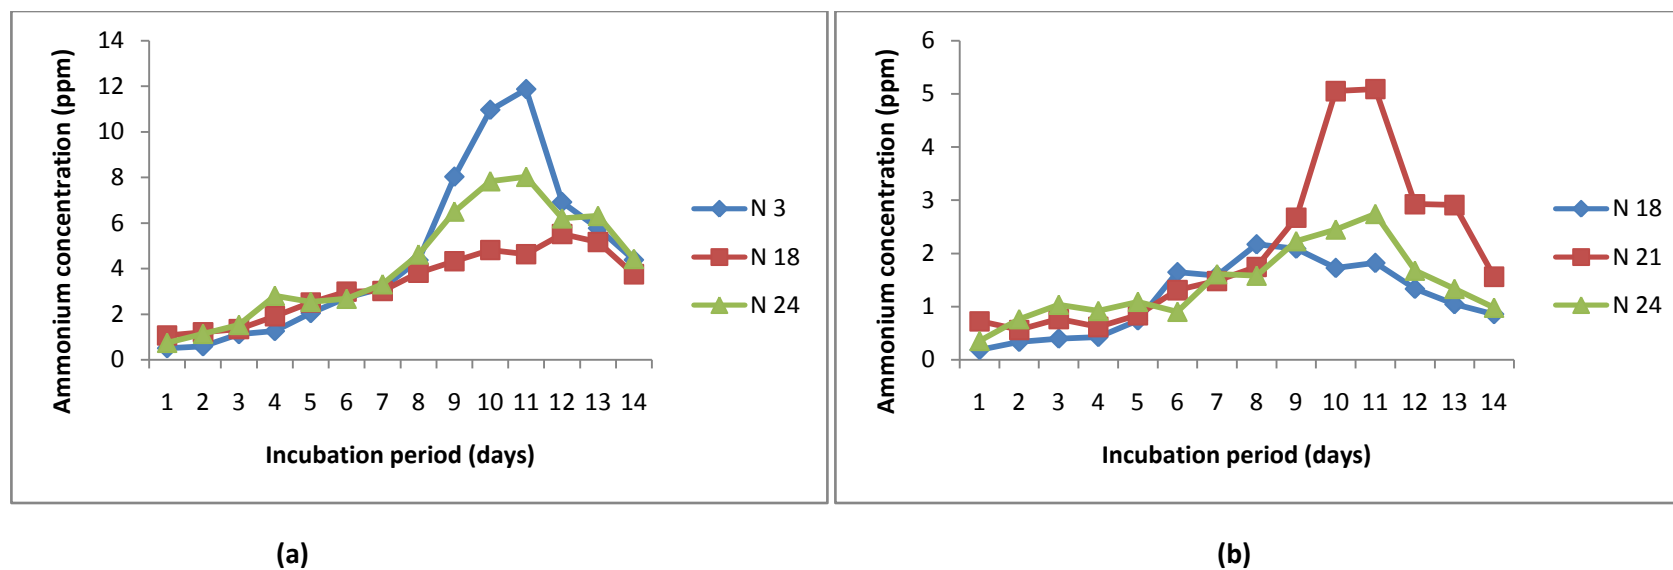 Ammonium concentration (ppm)
14
12
10
8
6
4
2
0
1 2 3 4 5 6 7 8 9 10 11 12 13 14
Incubation period (days)
N 3
N 18
N 24
(a)
Ammonium concentration (ppm)
6
5
4
3
2
1
0
1 2 3 4 5 6 7 8 9 10 11 12 13 14
Incubation period (days)
N 18
N 21
N 24
(b)